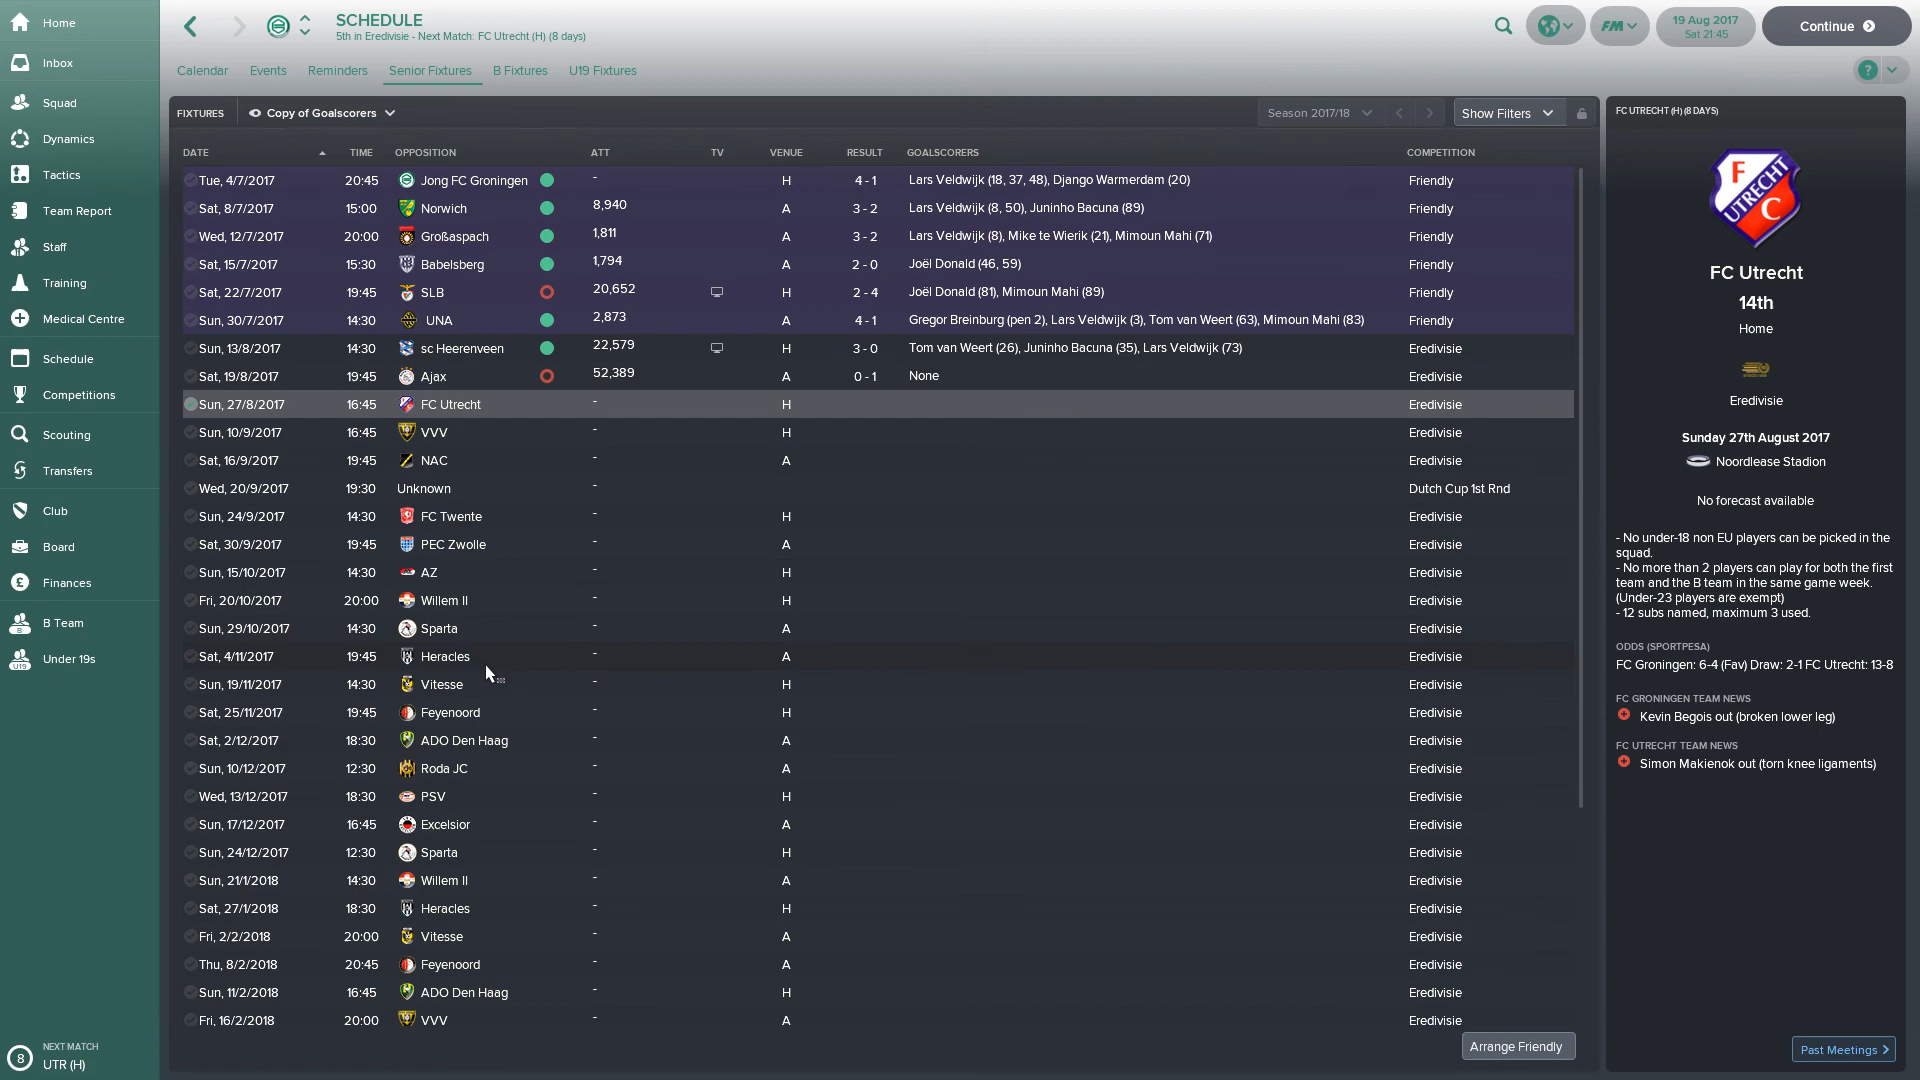 Home
Inbox
Squad
Dynamics
Tactics
Team Report
Staff
Training
Medical Centre
Schedule
Competitions
Scouting
Transfers
Club
Board
Finances
B Team
Under 19s
8 NEXT MATCH
UTR (H)
SCHEDULE
5th in Eredivisie - Next Match: FC Utrecht (H) (8 days)
FM
19 Aug 2017
Sat 21:45
Continue
Calendar Events Reminders Senior Fixtures B Fixtures U19 Fixtures
?
FIXTURES Copy of Goalscorers Season 2017/18 Show Filters
DATE TIME OPPOSITION ATT TV VENUE RESULT GOALSCORERS COMPETITION
Tue, 4/7/2017 20:45 Jong FC Groningen - H 4 - 1 Lars Veldwijk (18, 37, 48), Django Warmerdam (20) Friendly
Sat, 8/7/2017 15:00 Norwich 8,940 A 3 - 2 Lars Veldwijk (8, 50), Juninho Bacuna (89) Friendly
Wed, 12/7/2017 20:00 Großaspach 1,811 A 3 - 2 Lars Veldwijk (8), Mike te Wierik (21), Mimoun Mahi (71) Friendly
Sat, 15/7/2017 15:30 Babelsberg 1,794 A 2 - 0 Joël Donald (46, 59) Friendly
Sat, 22/7/2017 19:45 SLB 20,652 H 2 - 4 Joël Donald (81), Mimoun Mahi (89) Friendly
Sun, 30/7/2017 14:30 UNA 2,873 A 4 - 1 Gregor Breinburg (pen 2), Lars Veldwijk (3), Tom van Weert (63), Mimoun Mahi (83) Friendly
Sun, 13/8/2017 14:30 sc Heerenveen 22,579 H 3 - 0 Tom van Weert (26), Juninho Bacuna (35), Lars Veldwijk (73) Eredivisie
Sat, 19/8/2017 19:45 Ajax 52,389 A 0 - 1 None Eredivisie
Sun, 27/8/2017 16:45 FC Utrecht - H Eredivisie
Sun, 10/9/2017 16:45 VVV - H Eredivisie
Sat, 16/9/2017 19:45 NAC - A Eredivisie
Wed, 20/9/2017 19:30 Unknown - Dutch Cup 1st Rnd
Sun, 24/9/2017 14:30 FC Twente - H Eredivisie
Sat, 30/9/2017 19:45 PEC Zwolle - A Eredivisie
Sun, 15/10/2017 14:30 AZ - H Eredivisie
Fri, 20/10/2017 20:00 Willem II - H Eredivisie
Sun, 29/10/2017 14:30 Sparta - A Eredivisie
Sat, 4/11/2017 19:45 Heracles - A Eredivisie
Sun, 19/11/2017 14:30 Vitesse - H Eredivisie
Sat, 25/11/2017 19:45 Feyenoord - H Eredivisie
Sat, 2/12/2017 18:30 ADO Den Haag - A Eredivisie
Sun, 10/12/2017 12:30 Roda JC - A Eredivisie
Wed, 13/12/2017 18:30 PSV - H Eredivisie
Sun, 17/12/2017 16:45 Excelsior - A Eredivisie
Sun, 24/12/2017 12:30 Sparta - H Eredivisie
Sun, 21/1/2018 14:30 Willem II - A Eredivisie
Sat, 27/1/2018 18:30 Heracles - H Eredivisie
Fri, 2/2/2018 20:00 Vitesse - A Eredivisie
Thu, 8/2/2018 20:45 Feyenoord - A Eredivisie
Sun, 11/2/2018 16:45 ADO Den Haag - H Eredivisie
Fri, 16/2/2018 20:00 VVV - A Eredivisie
Arrange Friendly
FC UTRECHT (H) (8 DAYS)
F UTRECHT C
FC Utrecht
14th
Home
Eredivisie
Sunday 27th August 2017
Noordlease Stadion
No forecast available
- No under-18 non EU players can be picked in the
squad.
- No more than 2 players can play for both the first
team and the B team in the same game week.
(Under-23 players are exempt)
- 12 subs named, maximum 3 used.
ODDS (SPORTPESA)
FC Groningen: 6-4 (Fav) Draw: 2-1 FC Utrecht: 13-8
FC GRONINGEN TEAM NEWS
Kevin Begois out (broken lower leg)
FC UTRECHT TEAM NEWS
Simon Makienok out (torn knee ligaments)
Past Meetings